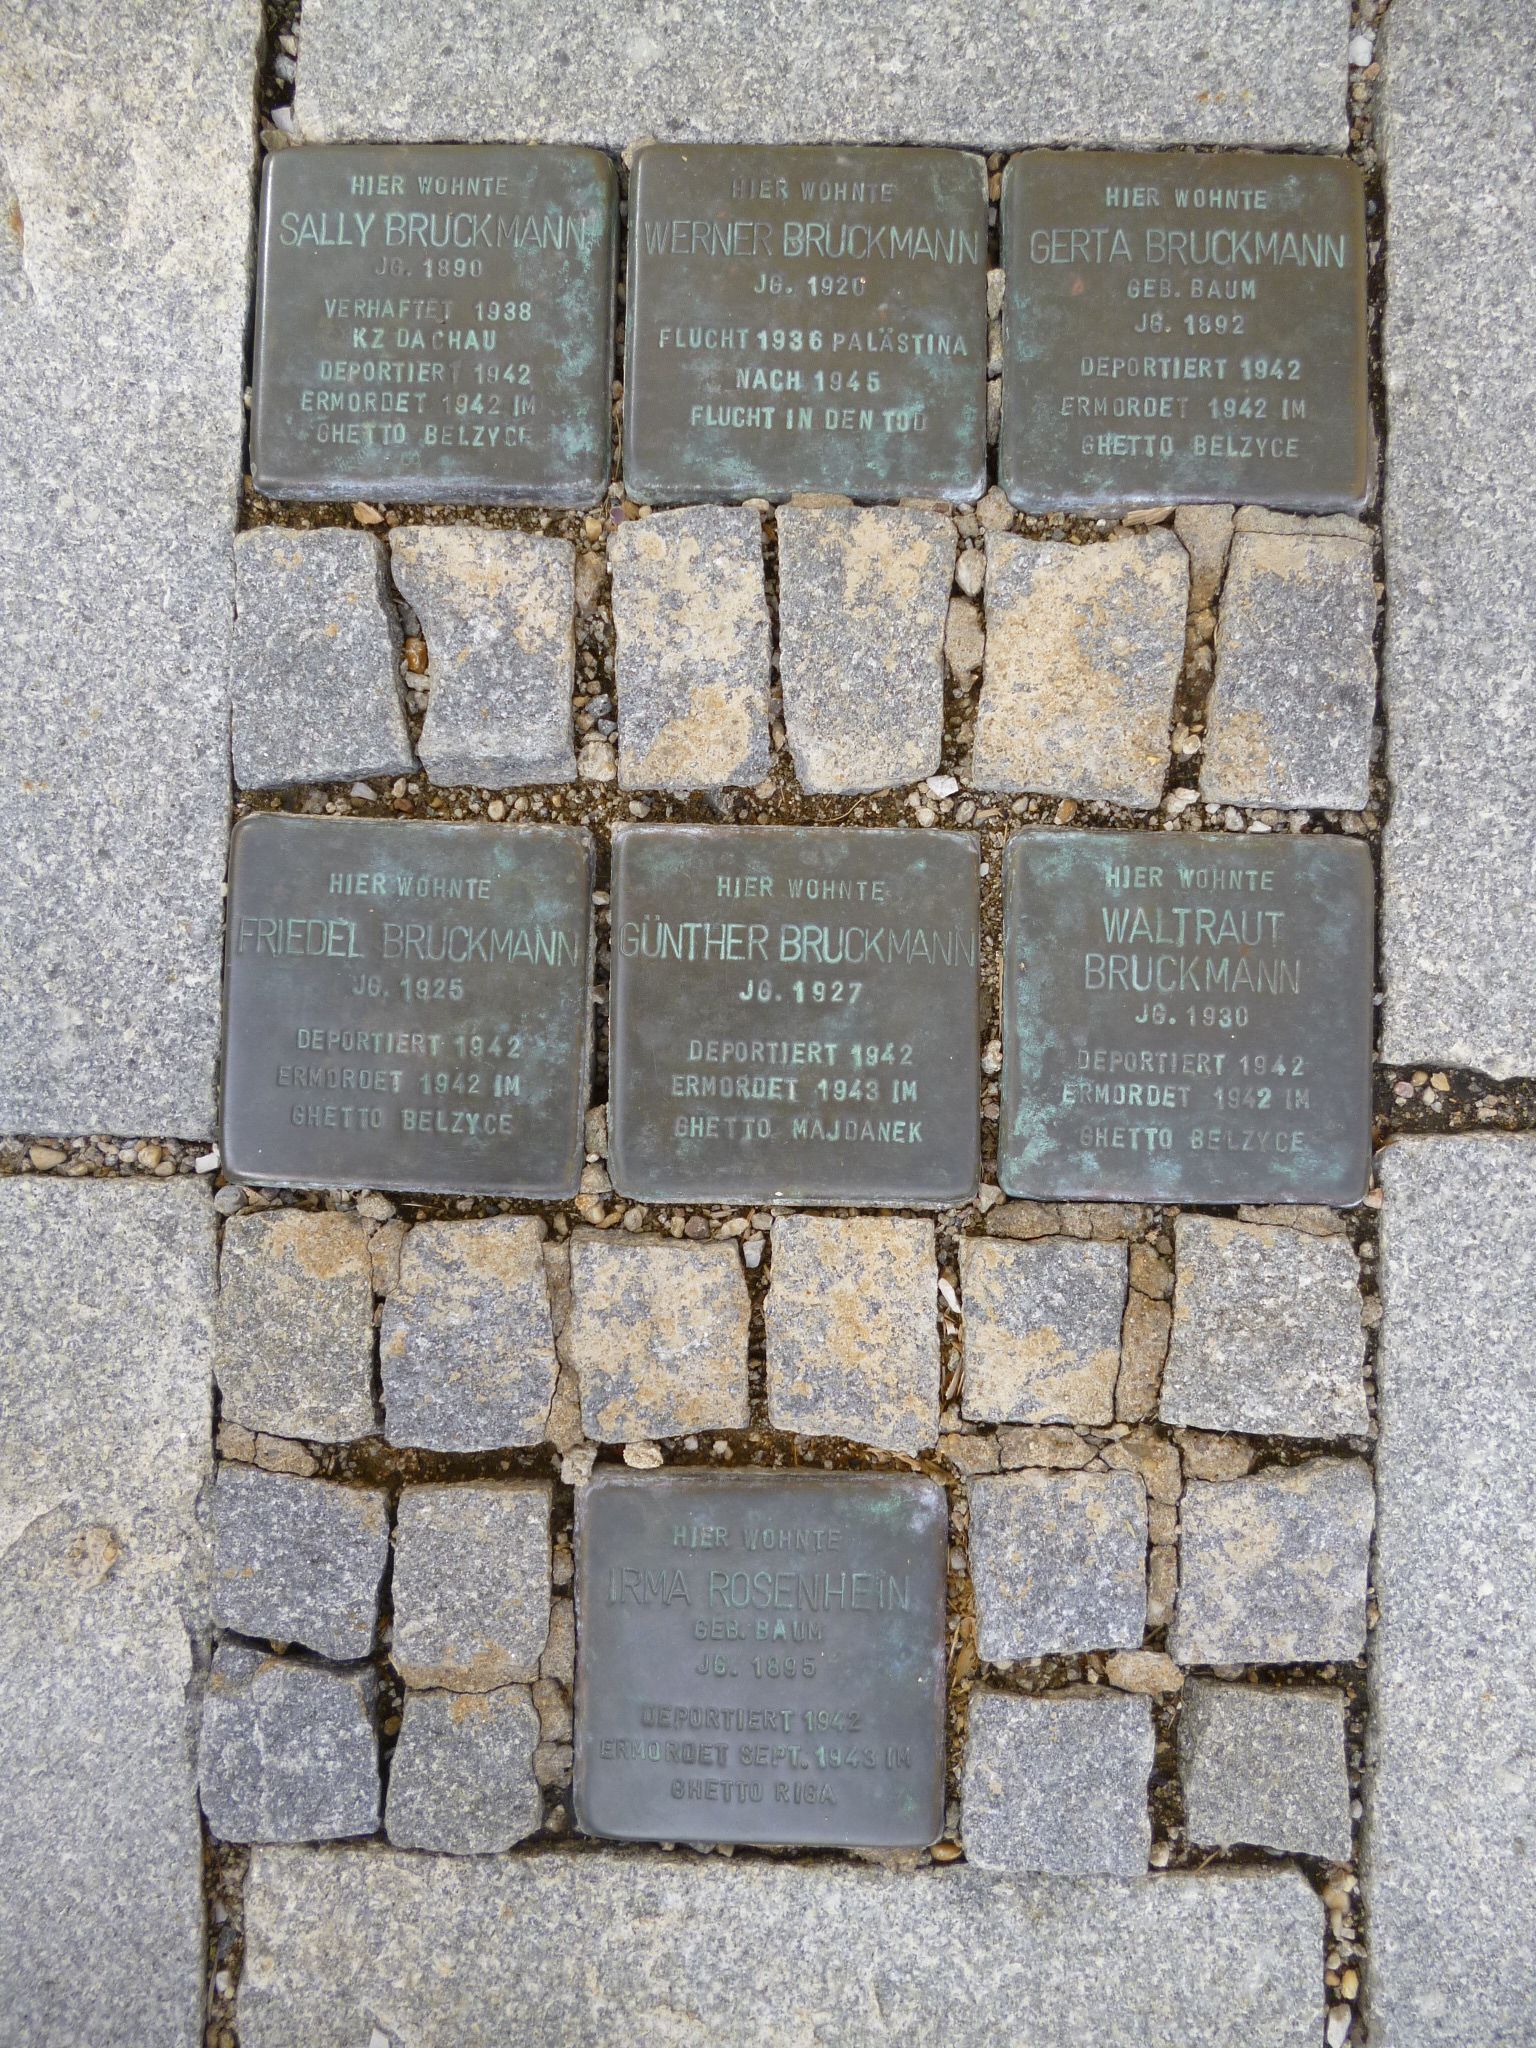 HIER WOHNTE
SALLY BRUCKMANN
JG. 1890
VERHAFTET 1938
KZ DACHAU
DEPORTIERT 1942
ERMORDET 1942 IM
GHETTO BELZYCE
HIER WOHNTE
WERNER BRUCKMANN
JG. 1920
FLUCHT 1936 PALÄSTINA
NACH 1945
FLUCHT IN DEN TOD
HIER WOHNTE
GERTA BRUCKMANN
GEB. BAUM
JG. 1892
DEPORTIERT 1942
ERMORDET 1942 IM
GHETTO BELZYCE
HIER WOHNTE
FRIEDEL BRUCKMANN
JG. 1925
DEPORTIERT 1942
ERMORDET 1942 IM
GHETTO BELZYCE
HIER WOHNTE
GÜNTHER BRUCKMANN
JG. 1927
DEPORTIERT 1942
ERMORDET 1943 IM
GHETTO MAJDANEK
HIER WOHNTE
WALTRAUT
BRUCKMANN
JG. 1930
DEPORTIERT 1942
ERMORDET 1942 IM
GHETTO BELZYCE
HIER WOHNTE
IRMA ROSENHEIN
GEB. BAUM
JG. 1895
DEPORTIERT 1942
ERMORDET SEPT. 1943 IM
GHETTO RIGA